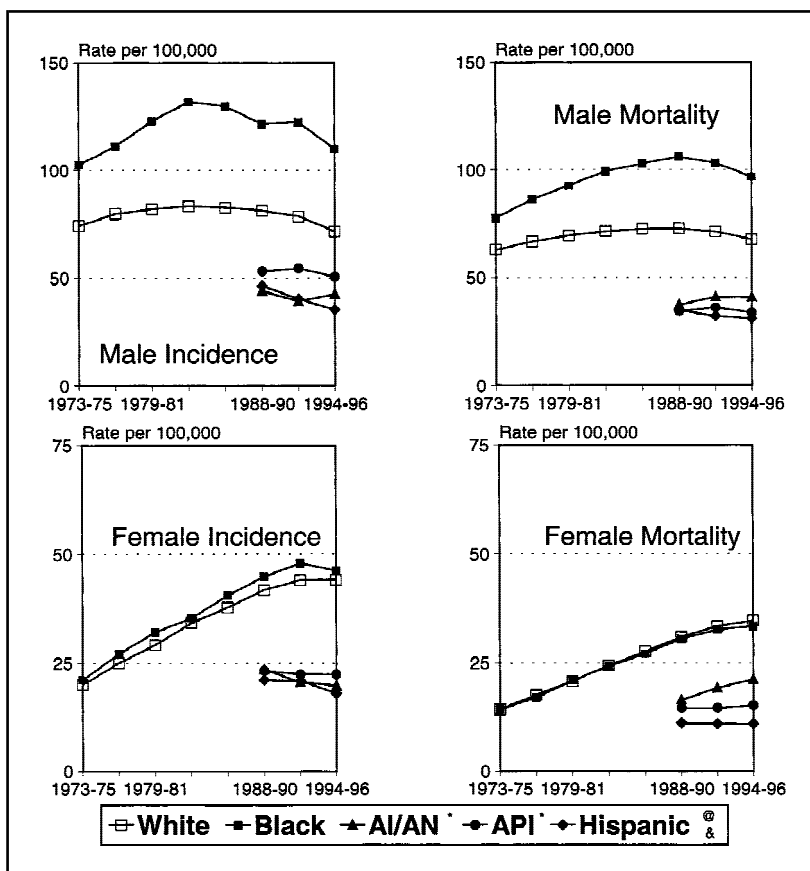 Rate per 100,000
150
100
50
0
Male Incidence
1973-75 1979-81 1988-90 1994-96
Rate per 100,000
150
100
50
0
Male Mortality
1973-75 1979-81 1988-90 1994-96
Rate per 100,000
75
50
25
0
Female Incidence
1973-75 1979-81 1988-90 1994-96
Rate per 100,000
75
50
25
0
Female Mortality
1973-75 1979-81 1988-90 1994-96
White Black AI/AN * API * Hispanic @ &